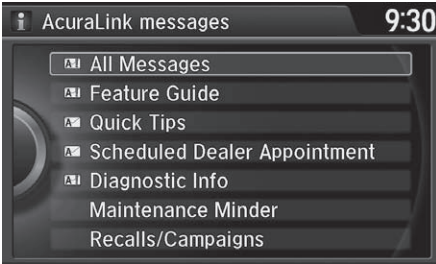 AcuraLink messages 9:30
All Messages
Feature Guide
Quick Tips
Scheduled Dealer Appointment
Diagnostic Info
Maintenance Minder
Recalls/Campaigns